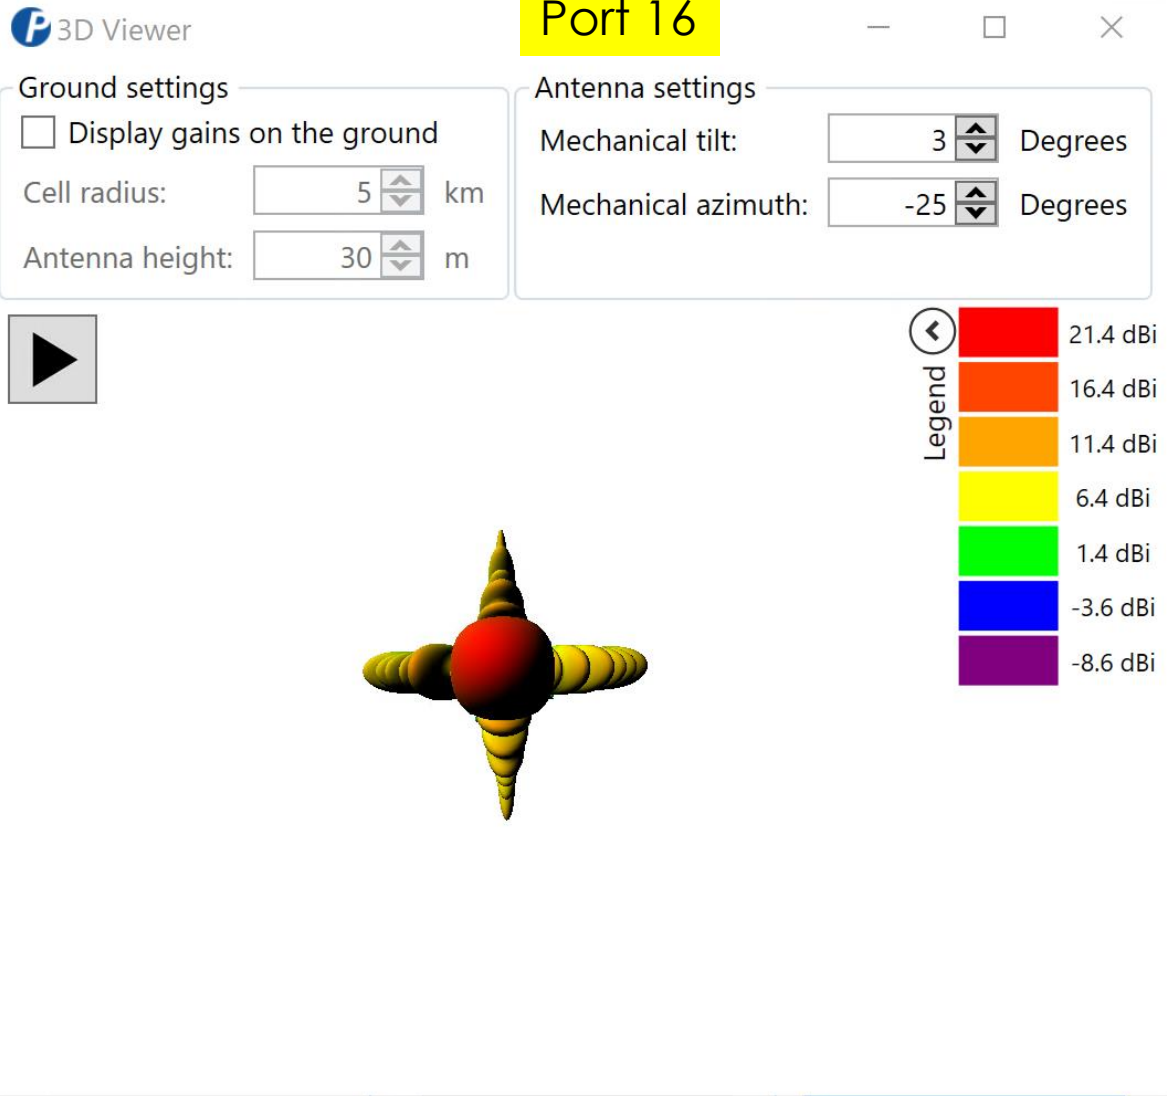 3D Viewer
Port 16
Ground settings
Display gains on the ground
Cell radius: 5 km
Antenna height: 30 m
Antenna settings
Mechanical tilt: 3 Degrees
Mechanical azimuth: -25 Degrees
Legend
21.4 dBi
16.4 dBi
11.4 dBi
6.4 dBi
1.4 dBi
-3.6 dBi
-8.6 dBi